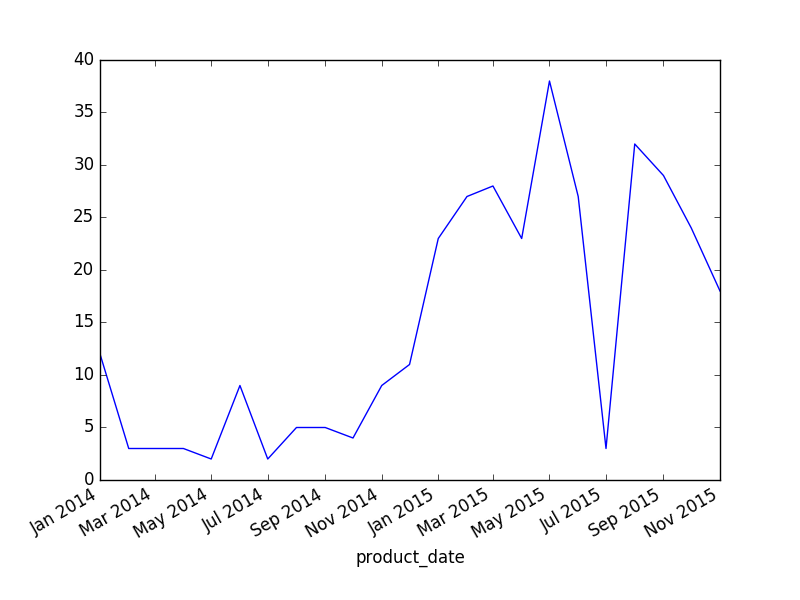 40
35
30
25
20
15
10
5
0
Jan 2014
Mar 2014
May 2014
Jul 2014
Sep 2014
Nov 2014
Jan 2015
Mar 2015
May 2015
Jul 2015
Sep 2015
Nov 2015
product_date